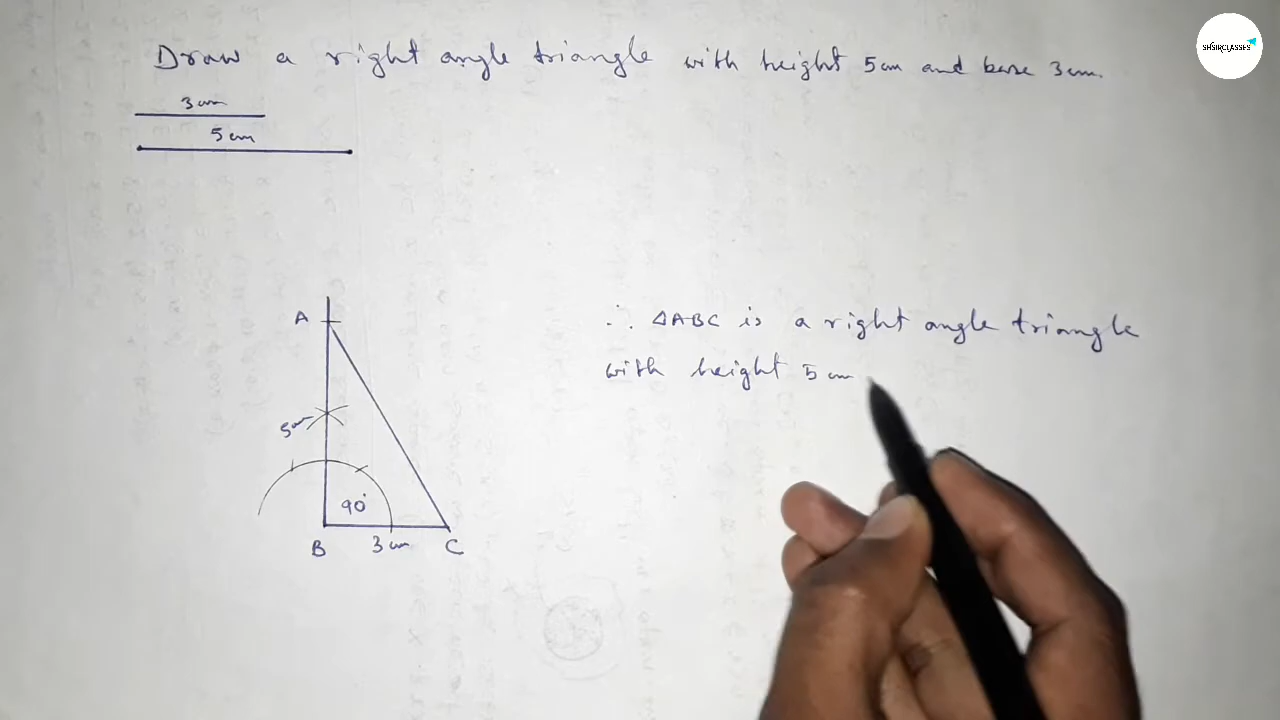 Draw a right angle triangle with height 5cm and base 3cm.
3cm
5cm
A
∴ △ABC is a right angle triangle
with height 5cm
5cm
90°
B 3cm C
SHSIRCLASSES